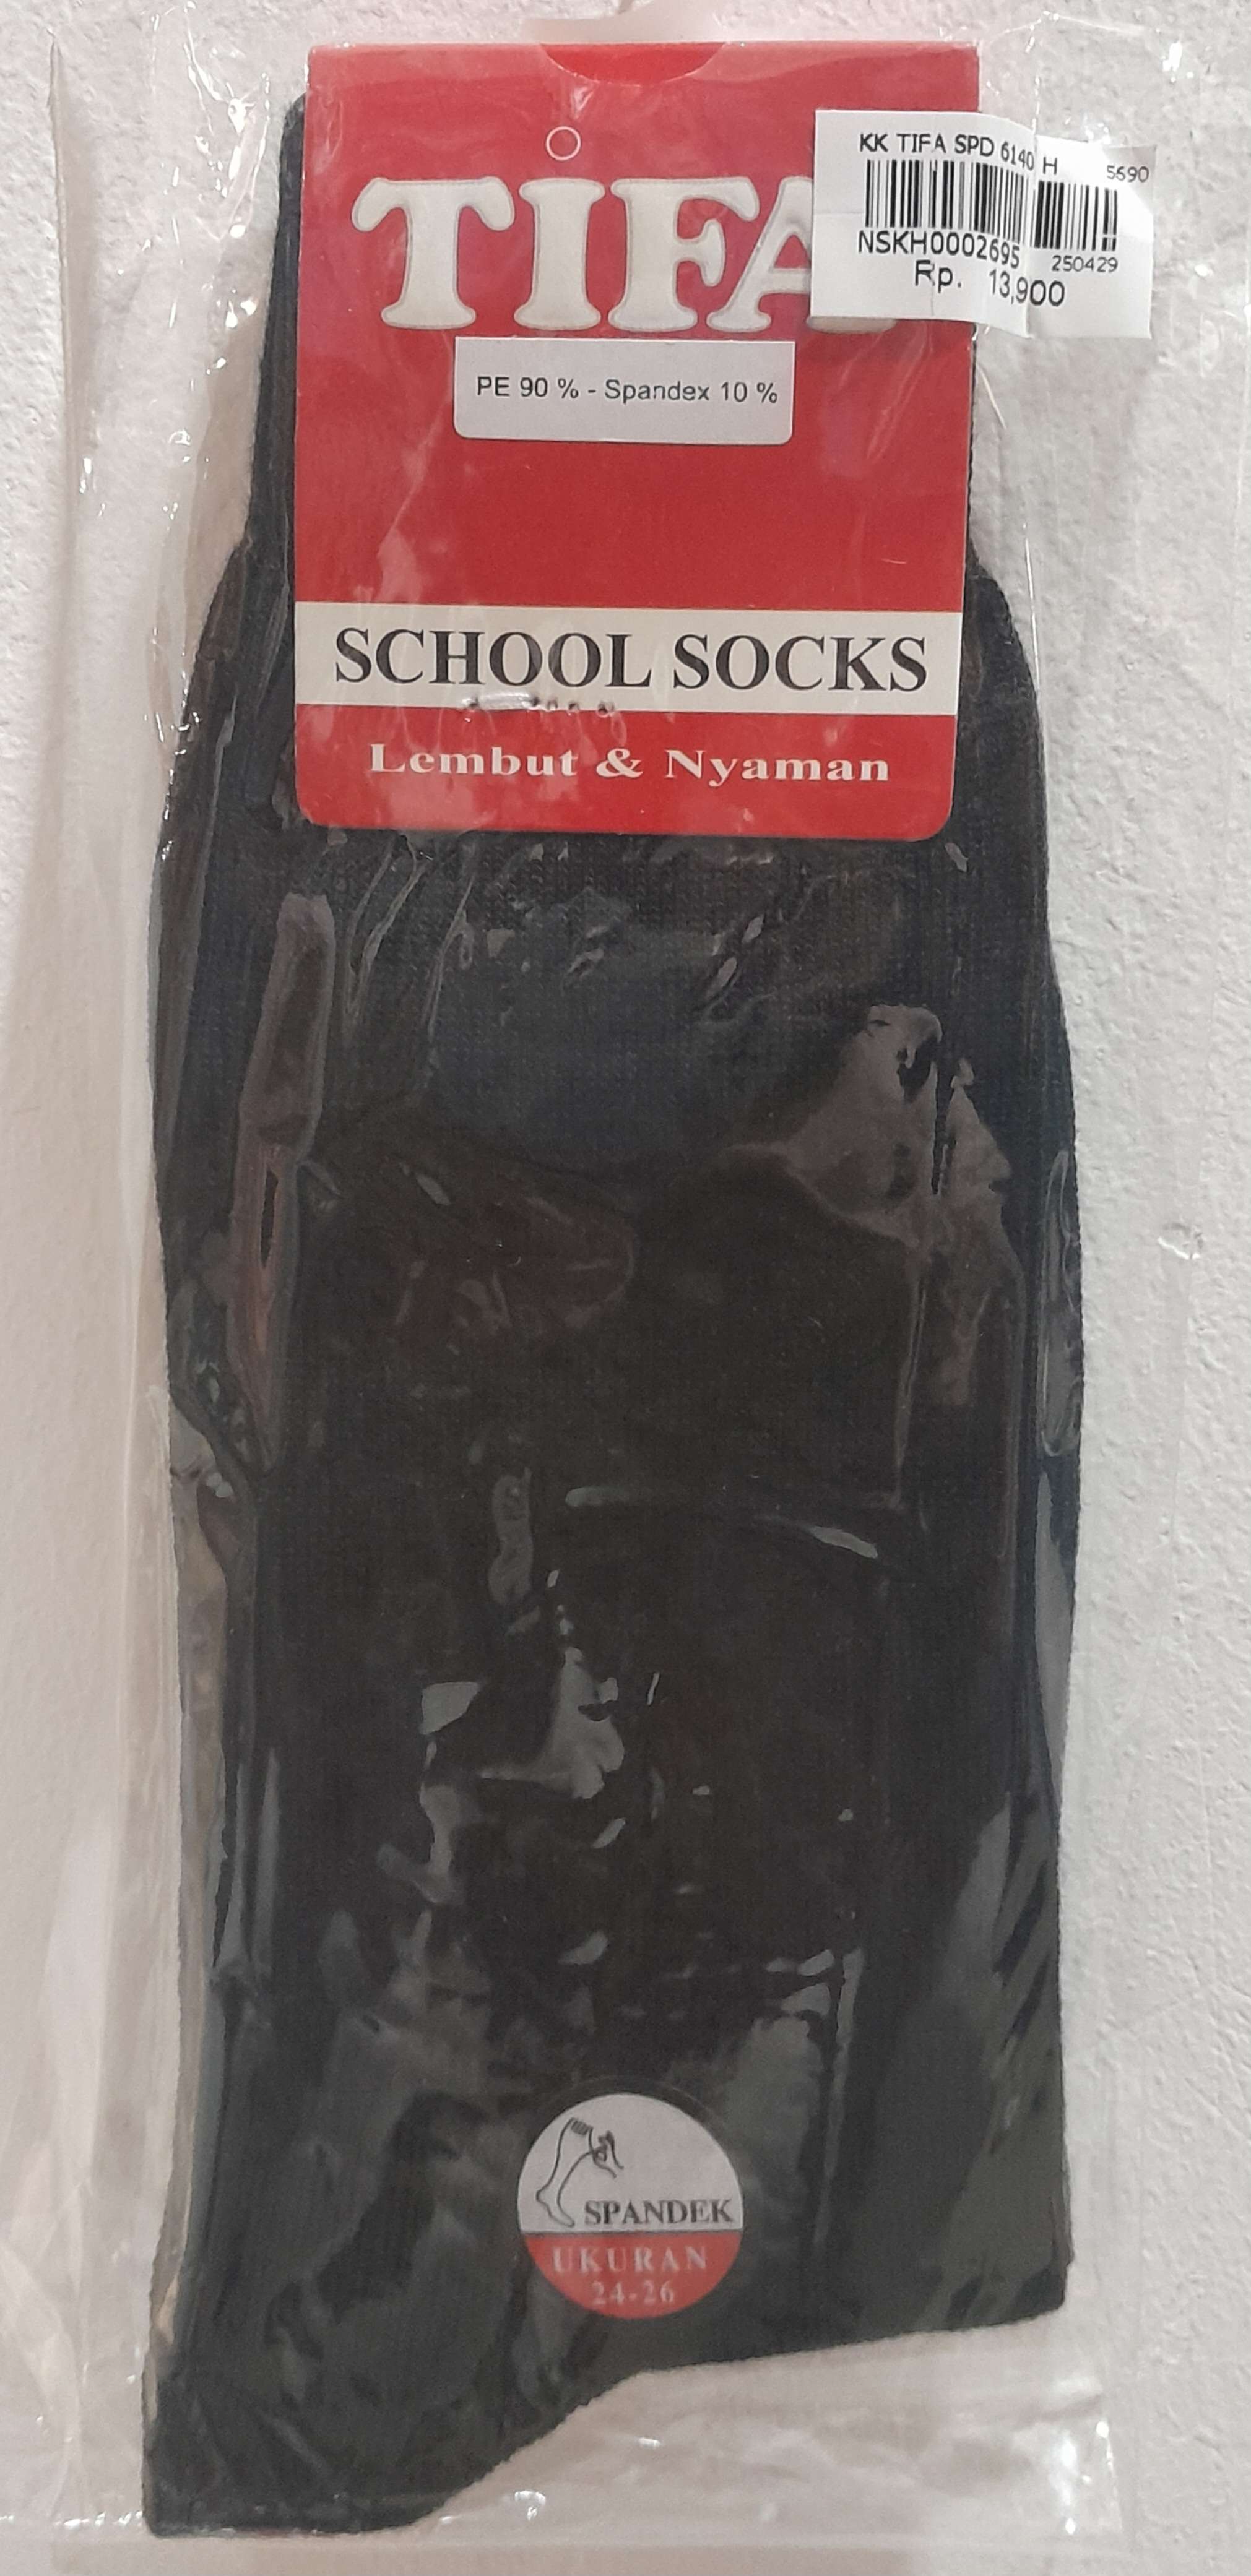 TIFA
KK TIFA SPD 6140 H
5690
NSKH0002695
250429
Rp. 13,900
PE 90 % - Spandex 10 %
SCHOOL SOCKS
Lembut & Nyaman
SPANDEK
UKURAN
24-26